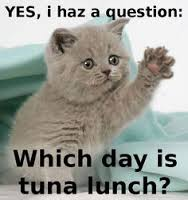 YES, i haz a question:
Which day is
tuna lunch?